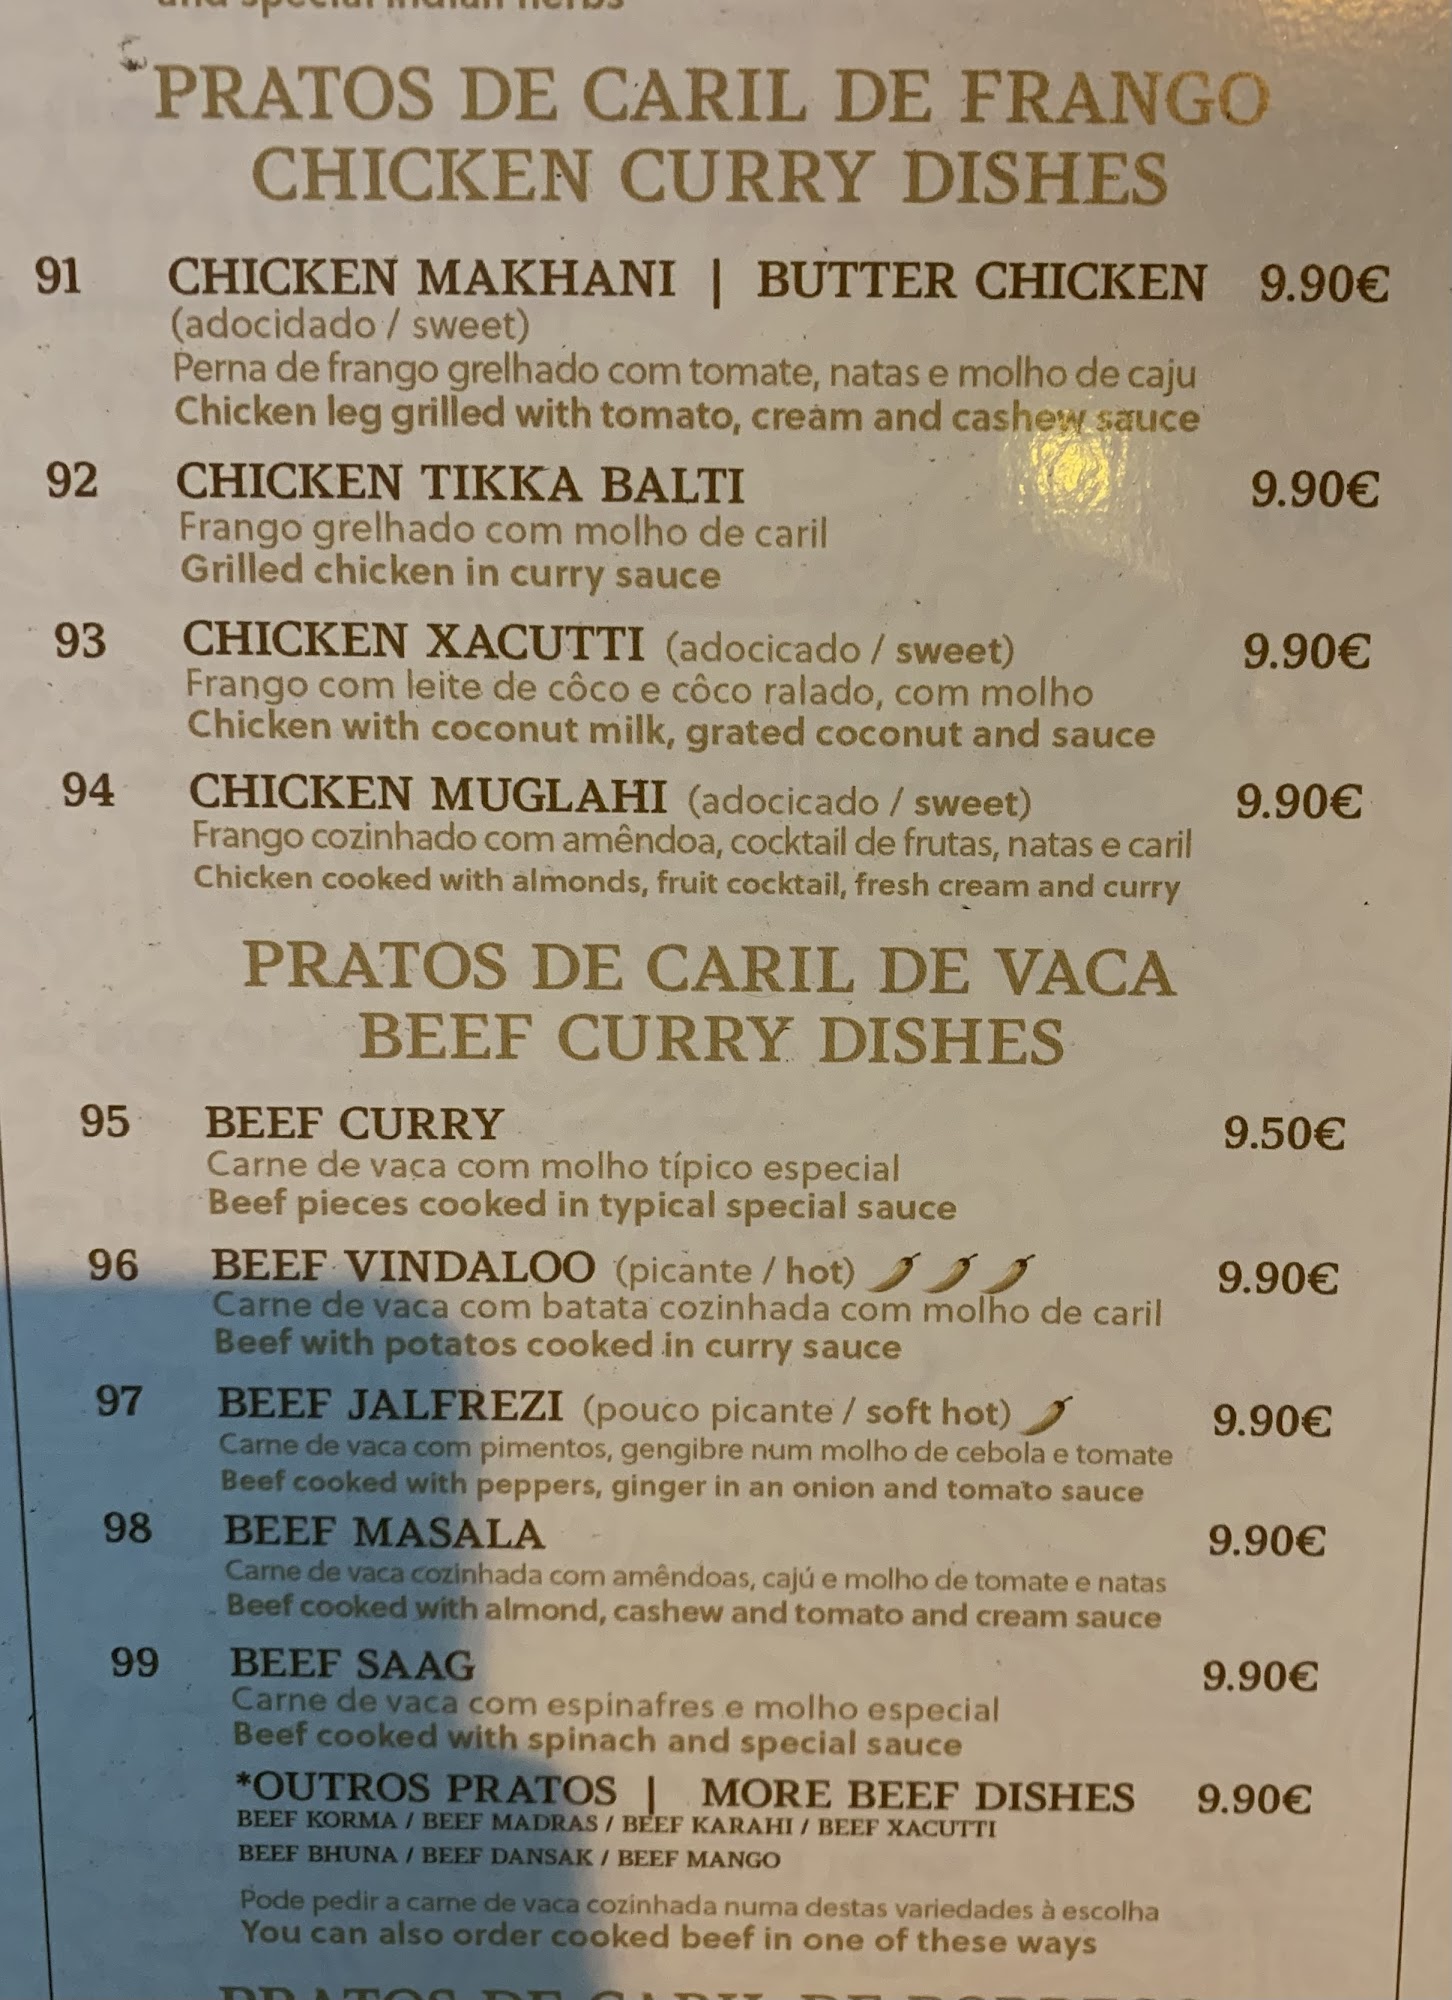 and special Indian herbs
PRATOS DE CARIL DE FRANGO
CHICKEN CURRY DISHES
91 CHICKEN MAKHANI | BUTTER CHICKEN 9.90€
(adocidado / sweet)
Perna de frango grelhado com tomate, natas e molho de caju
Chicken leg grilled with tomato, cream and cashew sauce
92 CHICKEN TIKKA BALTI 9.90€
Frango grelhado com molho de caril
Grilled chicken in curry sauce
93 CHICKEN XACUTTI (adocicado / sweet) 9.90€
Frango com leite de côco e côco ralado, com molho
Chicken with coconut milk, grated coconut and sauce
94 CHICKEN MUGLAHI (adocicado / sweet) 9.90€
Frango cozinhado com amêndoa, cocktail de frutas, natas e caril
Chicken cooked with almonds, fruit cocktail, fresh cream and curry
PRATOS DE CARIL DE VACA
BEEF CURRY DISHES
95 BEEF CURRY 9.50€
Carne de vaca com molho típico especial
Beef pieces cooked in typical special sauce
96 BEEF VINDALOO (picante / hot) 9.90€
Carne de vaca com batata cozinhada com molho de caril
Beef with potatos cooked in curry sauce
97 BEEF JALFREZI (pouco picante / soft hot) 9.90€
Carne de vaca com pimentos, gengibre num molho de cebola e tomate
Beef cooked with peppers, ginger in an onion and tomato sauce
98 BEEF MASALA 9.90€
Carne de vaca cozinhada com amêndoas, cajú e molho de tomate e natas
Beef cooked with almond, cashew and tomato and cream sauce
99 BEEF SAAG 9.90€
Carne de vaca com espinafres e molho especial
Beef cooked with spinach and special sauce
*OUTROS PRATOS | MORE BEEF DISHES 9.90€
BEEF KORMA / BEEF MADRAS / BEEF KARAHI / BEEF XACUTTI
BEEF BHUNA / BEEF DANSAK / BEEF MANGO
Pode pedir a carne de vaca cozinhada numa destas variedades à escolha
You can also order cooked beef in one of these ways
PRATOS DE CARIL DE BORREGO